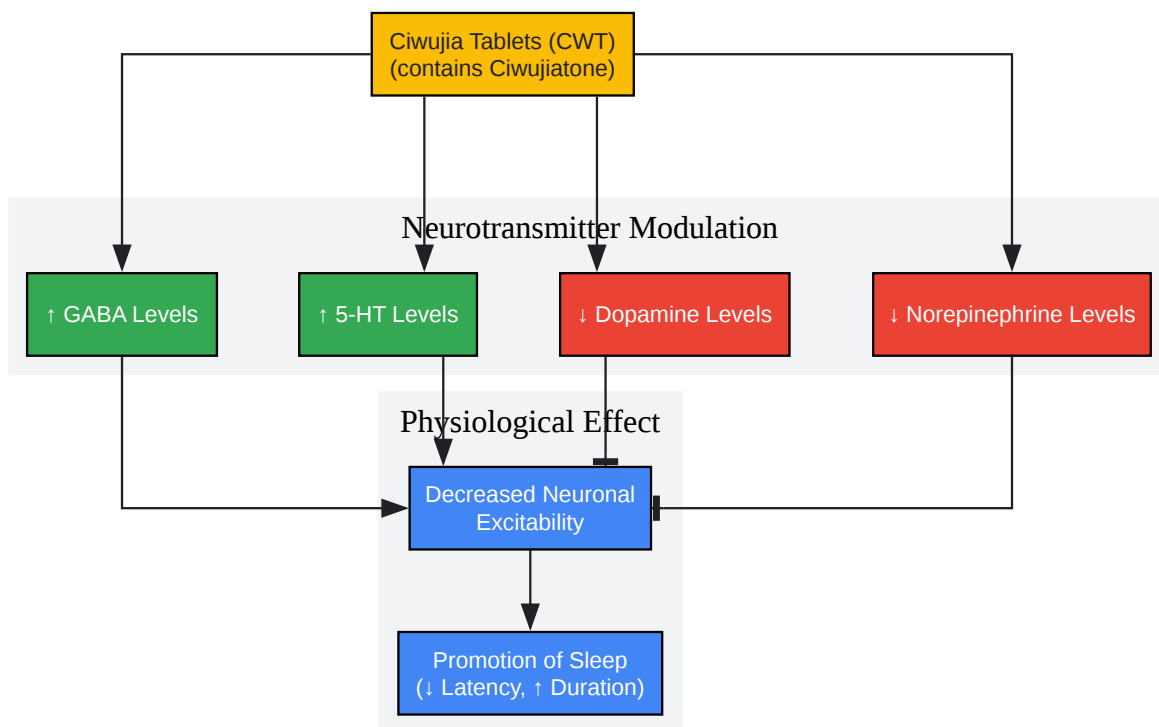 Ciwujia Tablets (CWT)
(contains Ciwujiatone)
Neurotransmitter Modulation
↑ GABA Levels
↑ 5-HT Levels
↓ Dopamine Levels
↓ Norepinephrine Levels
Physiological Effect
Decreased Neuronal
Excitability
Promotion of Sleep
(↓ Latency, ↑ Duration)